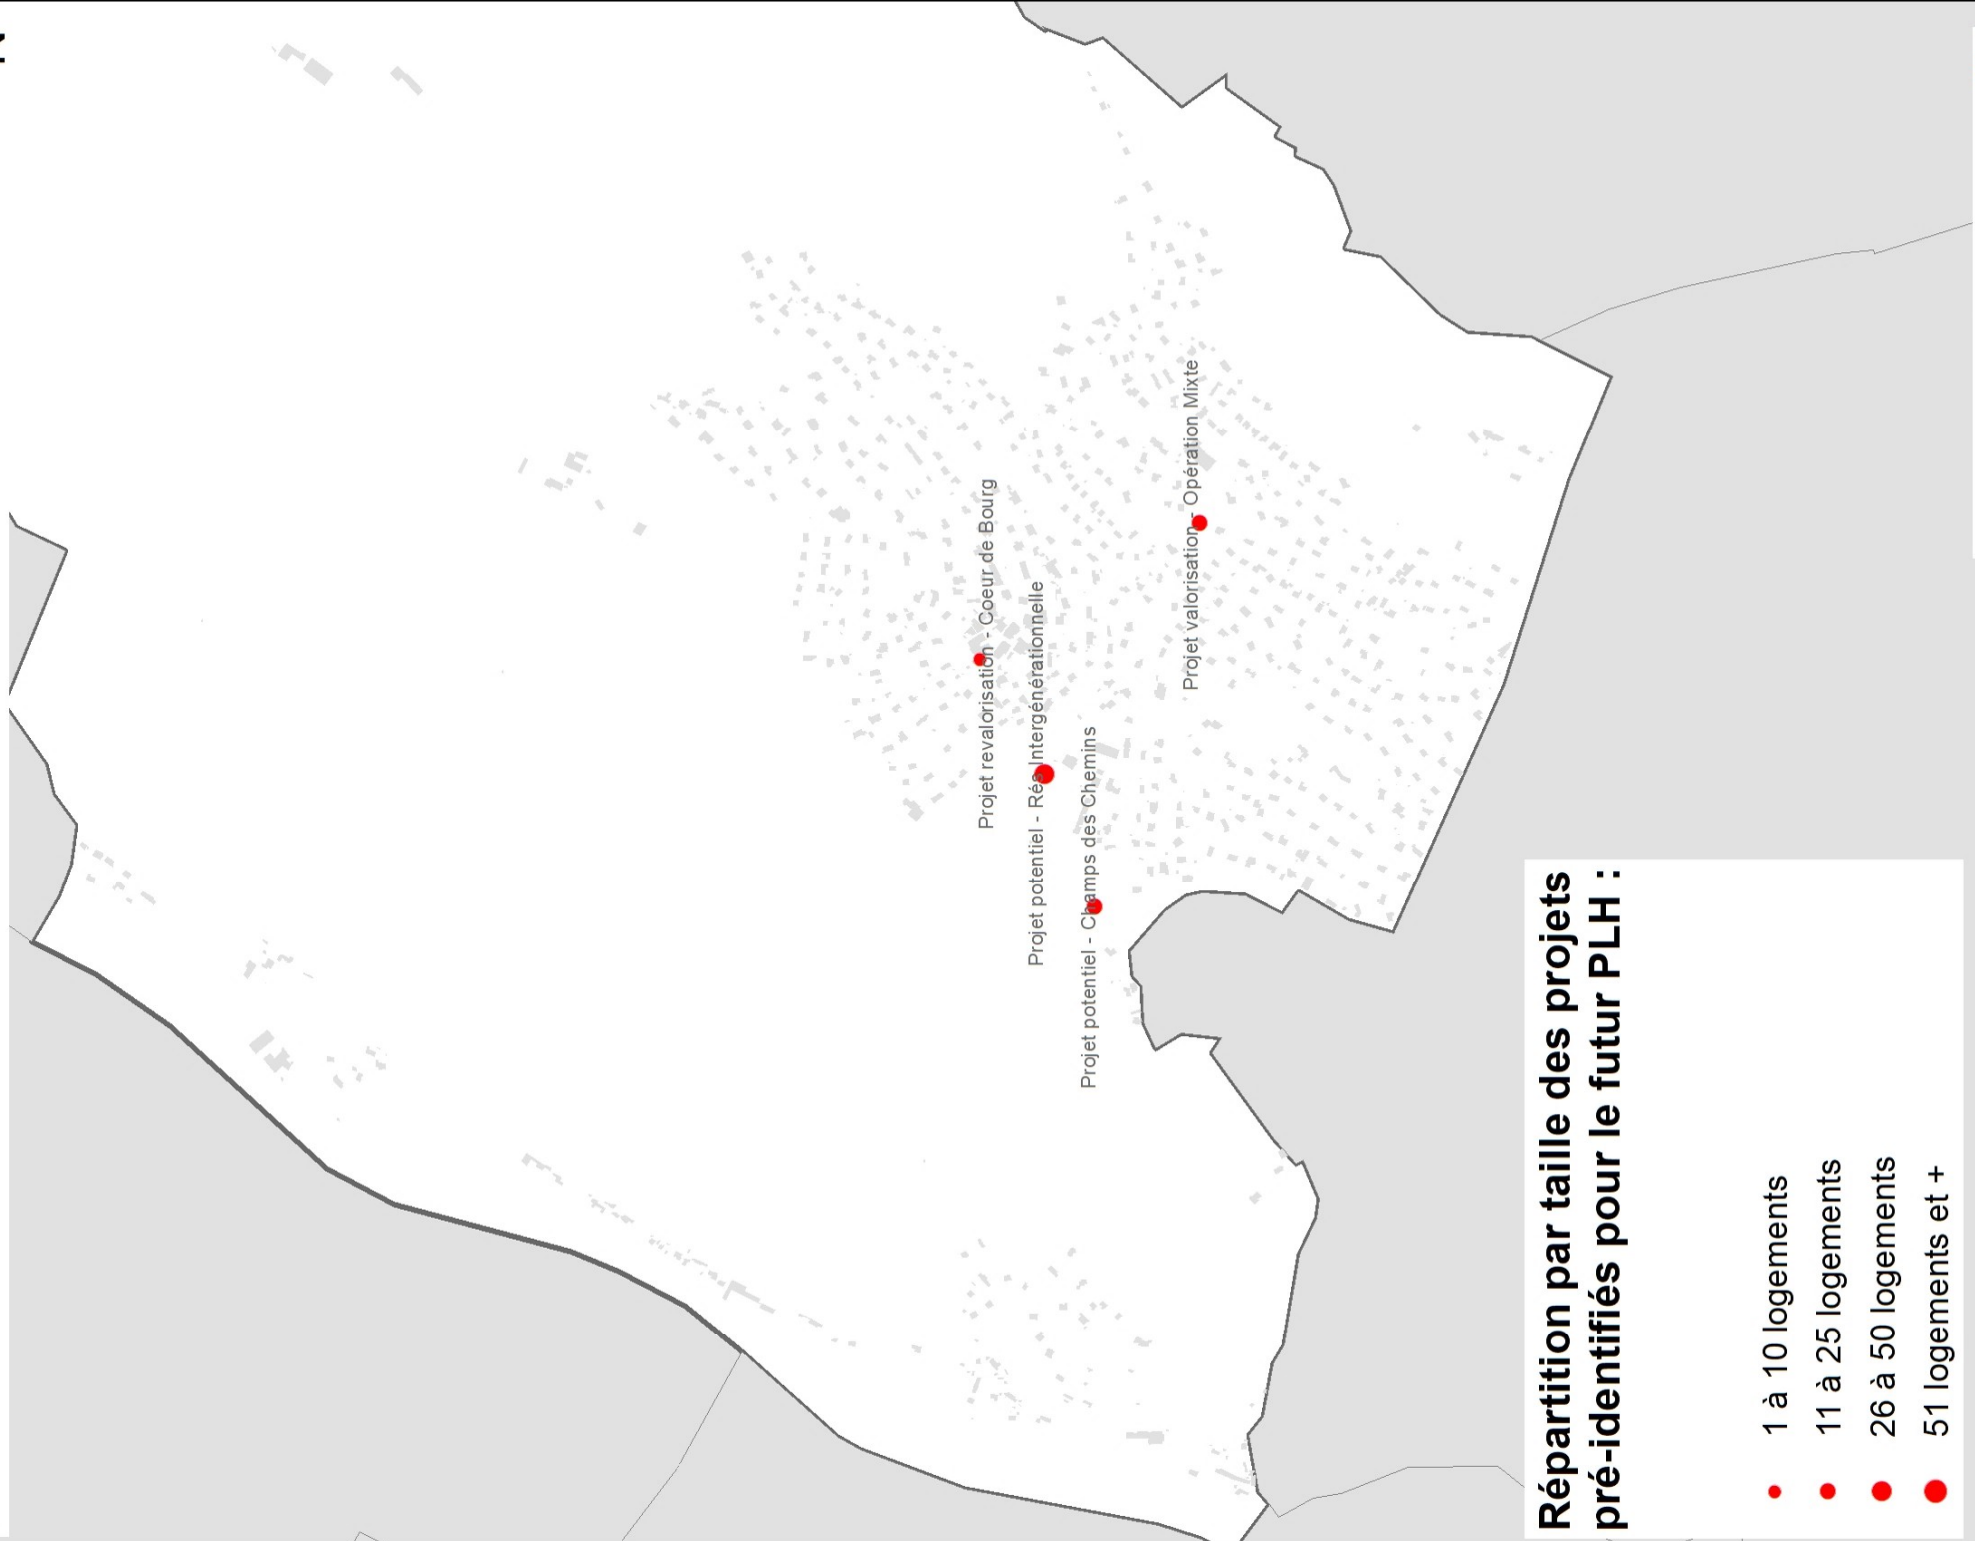 Projet revalorisation - Coeur de Bourg
Projet potentiel - Rés Intergénérationnelle
Projet potentiel - Champs des Chemins
Projet valorisation - Opération Mixte
Répartition par taille des projets
pré-identifiés pour le futur PLH :
1 à 10 logements
11 à 25 logements
26 à 50 logements
51 logements et +